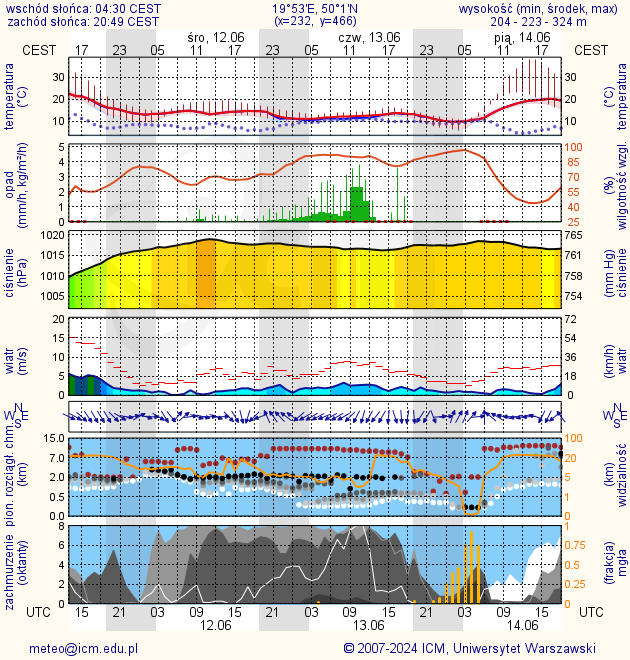 wschód słońca: 04:30 CEST 19°53'E, 50°1'N wysokość (min, środek, max)
zachód słońca: 20:49 CEST (x=232, y=466) 204 - 223 - 324 m
śro, 12.06 czw, 13.06 pią, 14.06
CEST 17 23 05 11 17 23 05 11 17 23 05 11 17 CEST
temperatura (°C) 30 20 10 30 20 10 temperatura (°C)
opad (mm/h, kg/m²/h) 5 4 3 2 1 0 100 85 70 55 40 25 (%) wilgotność wzgl.
ciśnienie (hPa) 1020 1015 1010 1005 765 761 758 754 (mm Hg) ciśnienie
wiatr (m/s) 20 15 10 5 0 72 54 36 18 0 (km/h) wiatr
N W E S N W E S
pion. rozciągł. chm. (km) 15.0 7.0 2.0 0.5 0.0 100 20 5 1 0 (km) widzialność
zachmurzenie (oktanty) 8 6 4 2 0 1 0.75 0.5 0.25 0 (frakcja) mgła
UTC 15 21 03 09 15 21 03 09 15 21 03 09 15 UTC
12.06 13.06 14.06
meteo@icm.edu.pl © 2007-2024 ICM, Uniwersytet Warszawski